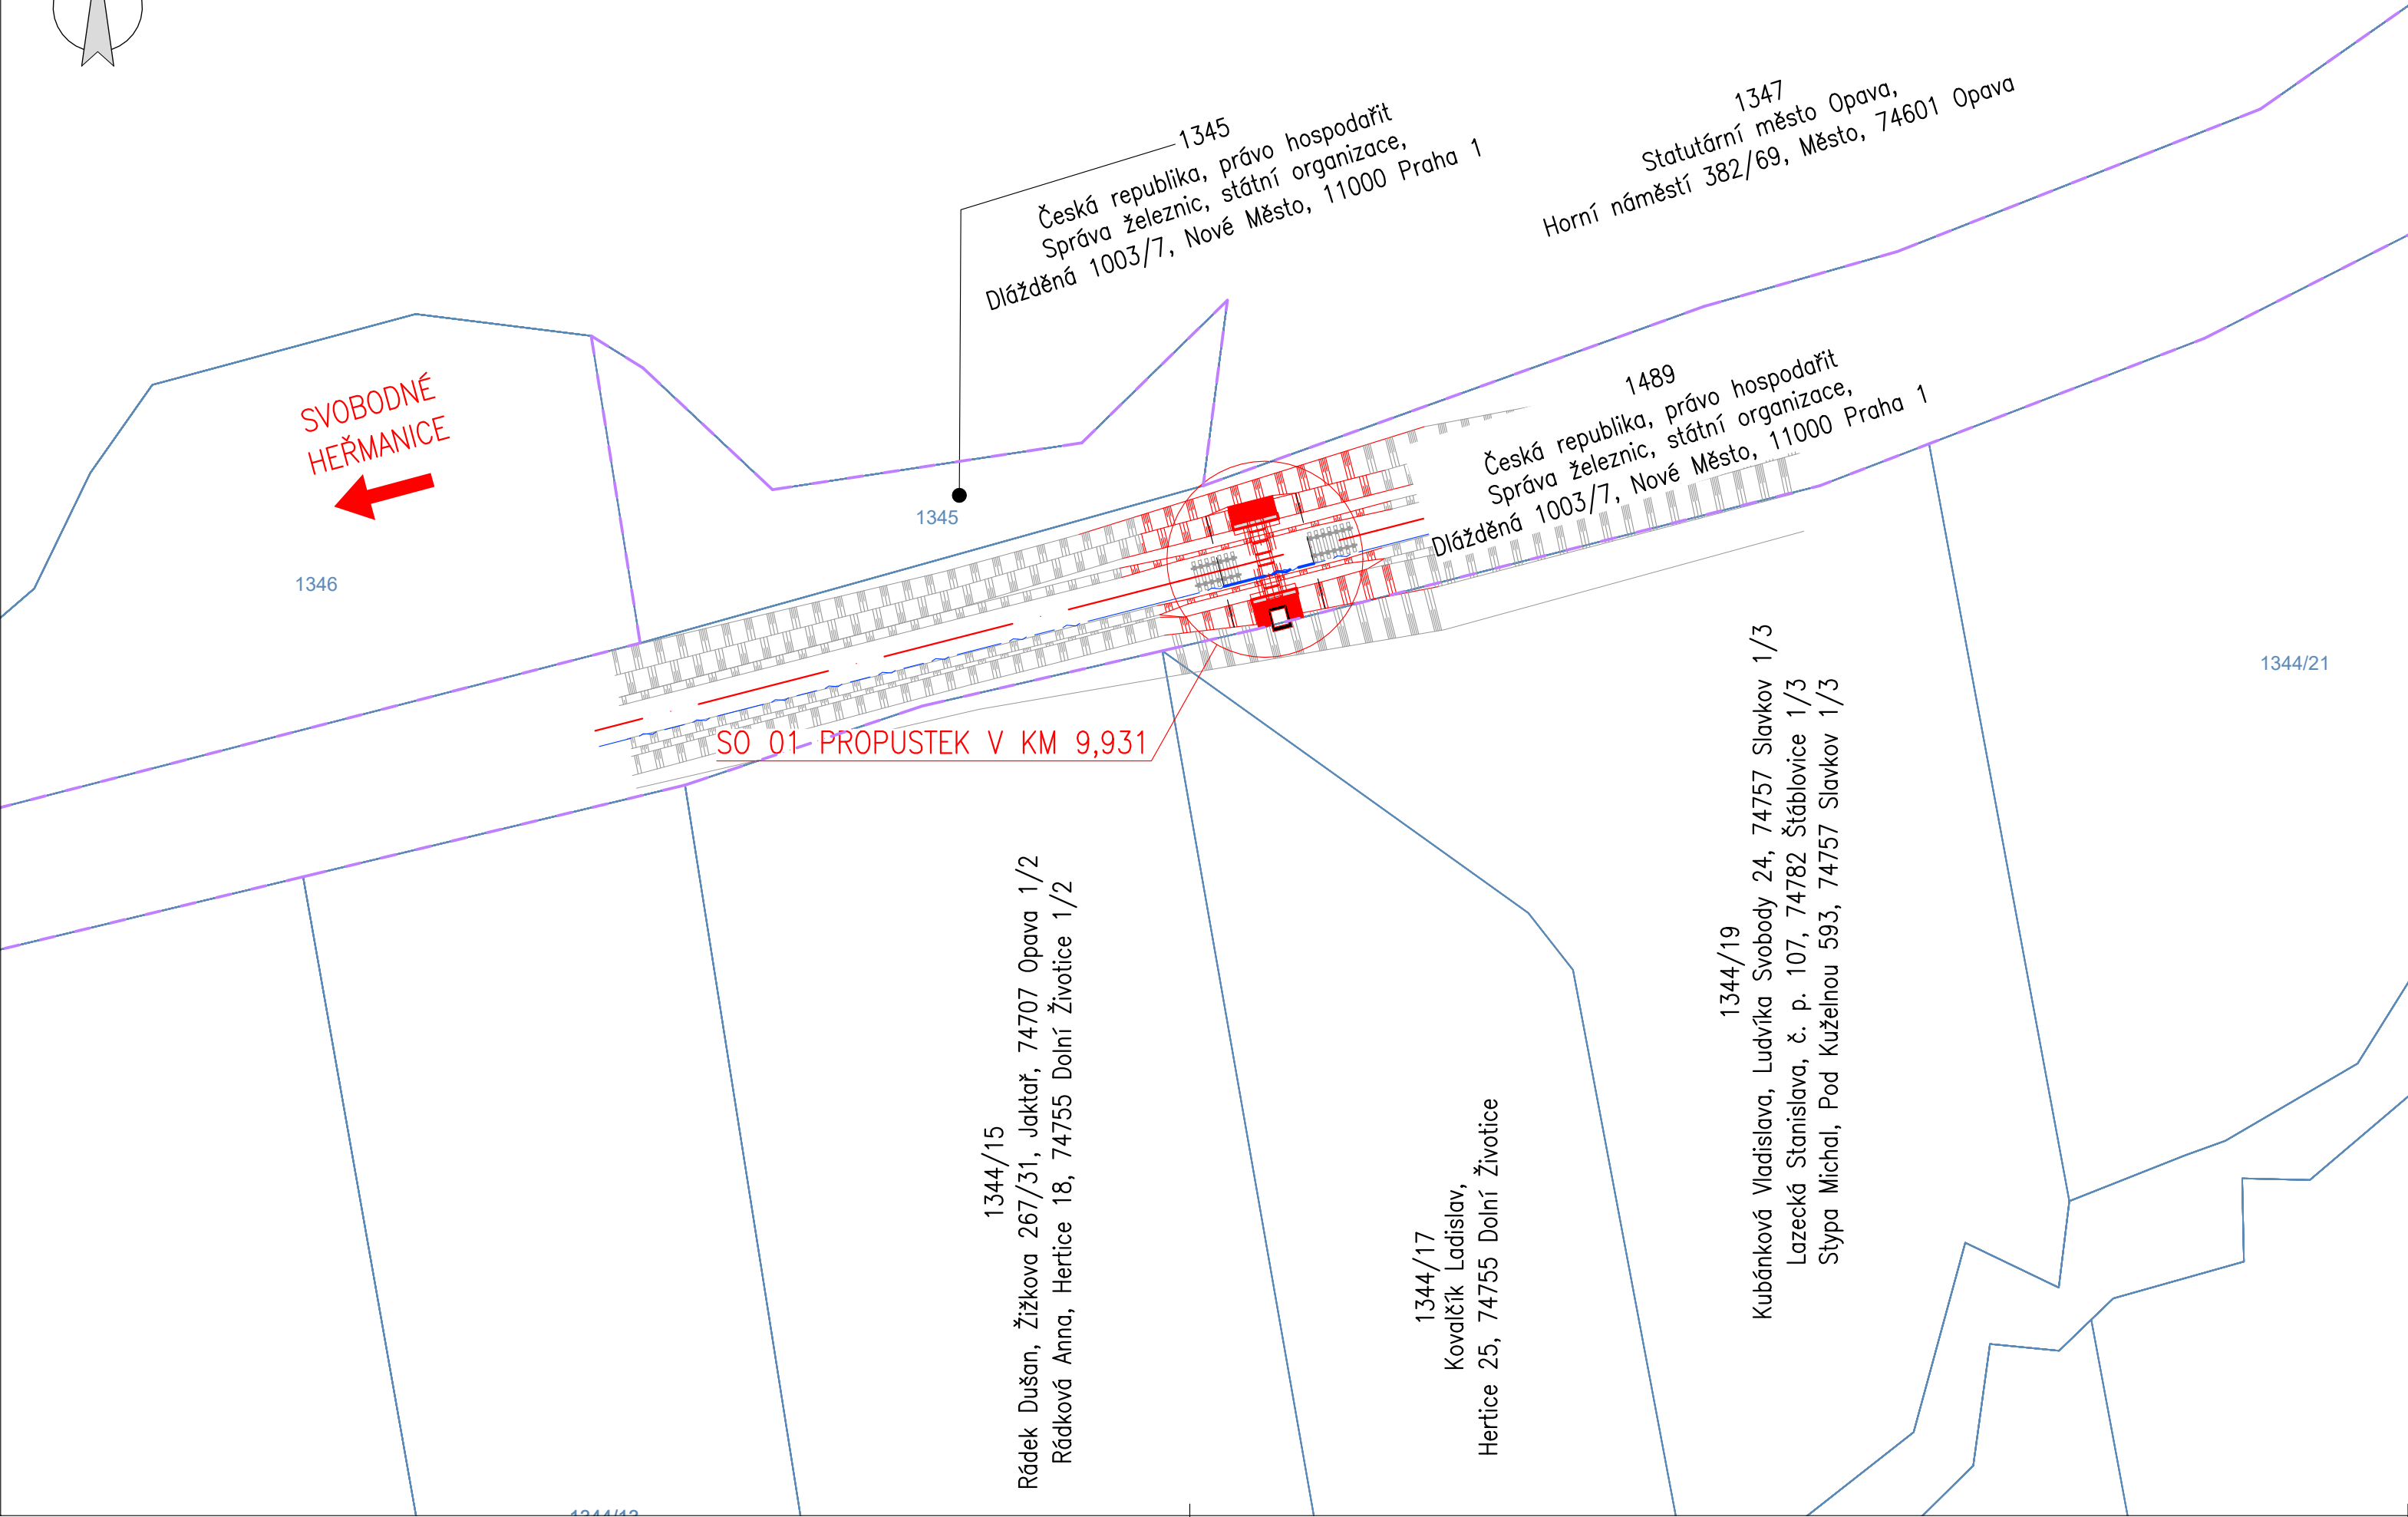 1345
Česká republika, právo hospodařit
Správa železnic, státní organizace,
Dlážděná 1003/7, Nové Město, 11000 Praha 1
1347
Statutární město Opava,
Horní náměstí 382/69, Město, 74601 Opava
SVOBODNÉ
HEŘMANICE
1489
Česká republika, právo hospodařit
Správa železnic, státní organizace,
Dlážděná 1003/7, Nové Město, 11000 Praha 1
1345
1346
1344/21
SO 01 PROPUSTEK V KM 9,931
1344/15
Rádek Dušan, Žižkova 267/31, Jaktař, 74707 Opava 1/2
Rádková Anna, Hertice 18, 74755 Dolní Životice 1/2
1344/17
Kovalčík Ladislav,
Hertice 25, 74755 Dolní Životice
1344/19
Kubánková Vladislava, Ludvíka Svobody 24, 74757 Slavkov 1/3
Lazecká Stanislava, č. p. 107, 74782 Štáblovice 1/3
Stypa Michal, Pod Kuželnou 593, 74757 Slavkov 1/3